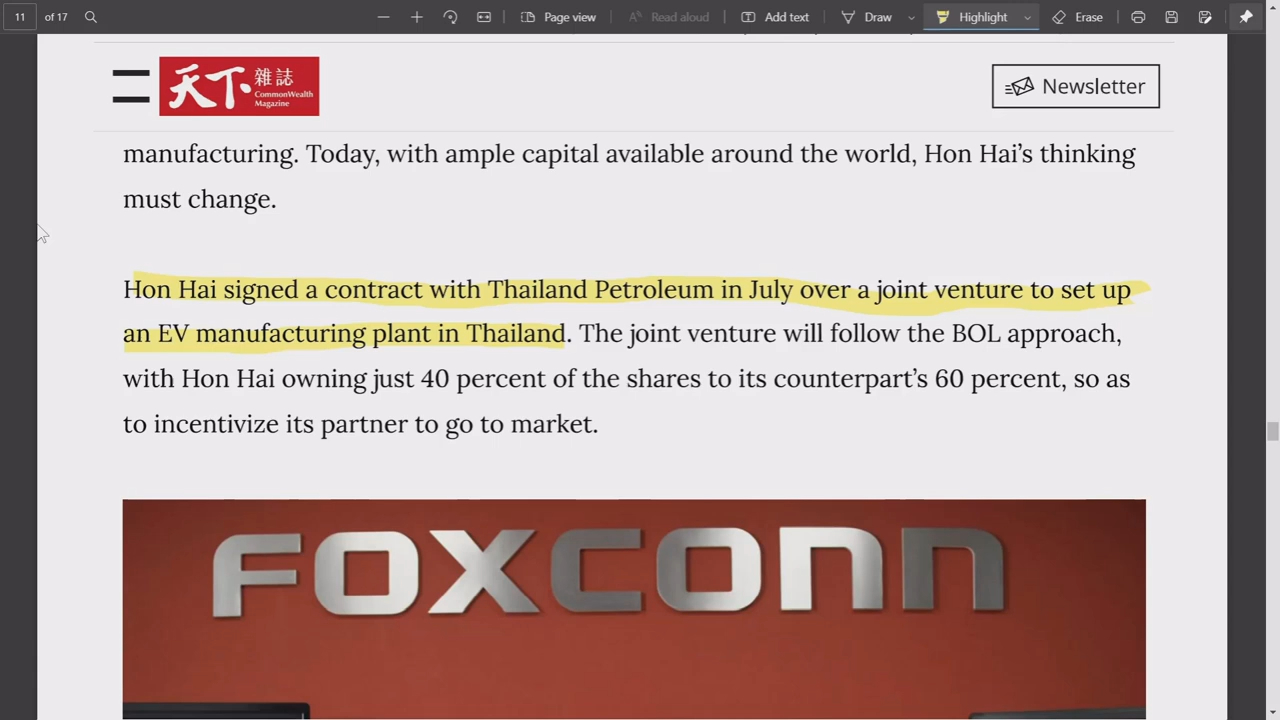 11 of 17 Page view Read aloud Add text Draw Highlight Erase
天下 雜誌
CommonWealth
Magazine
Newsletter
manufacturing. Today, with ample capital available around the world, Hon Hai’s thinking
must change.
Hon Hai signed a contract with Thailand Petroleum in July over a joint venture to set up
an EV manufacturing plant in Thailand. The joint venture will follow the BOL approach,
with Hon Hai owning just 40 percent of the shares to its counterpart’s 60 percent, so as
to incentivize its partner to go to market.
FOXCONN